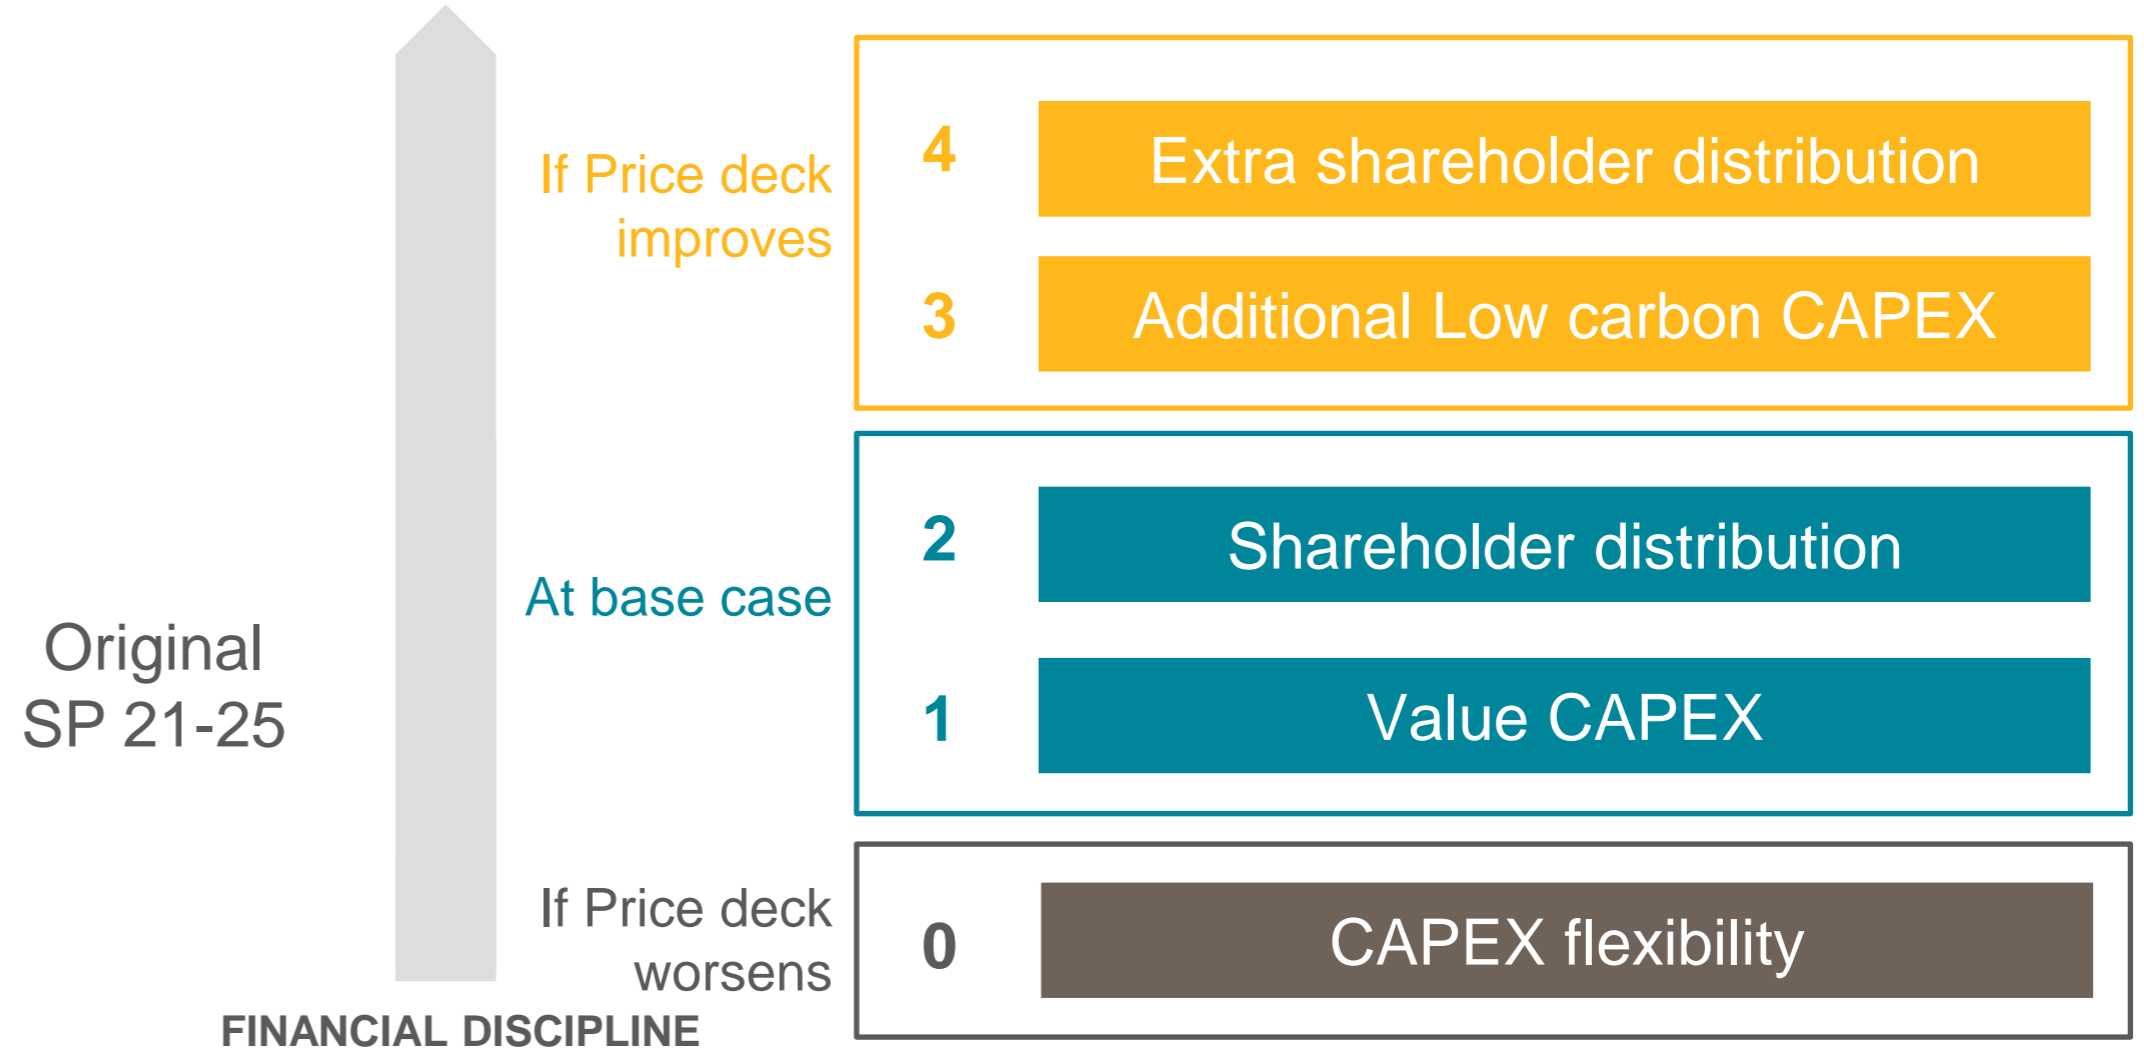 If Price deck
improves
4
Extra shareholder distribution
3
Additional Low carbon CAPEX
Original
SP 21-25
At base case
2
Shareholder distribution
1
Value CAPEX
If Price deck
worsens
0
CAPEX flexibility
FINANCIAL DISCIPLINE